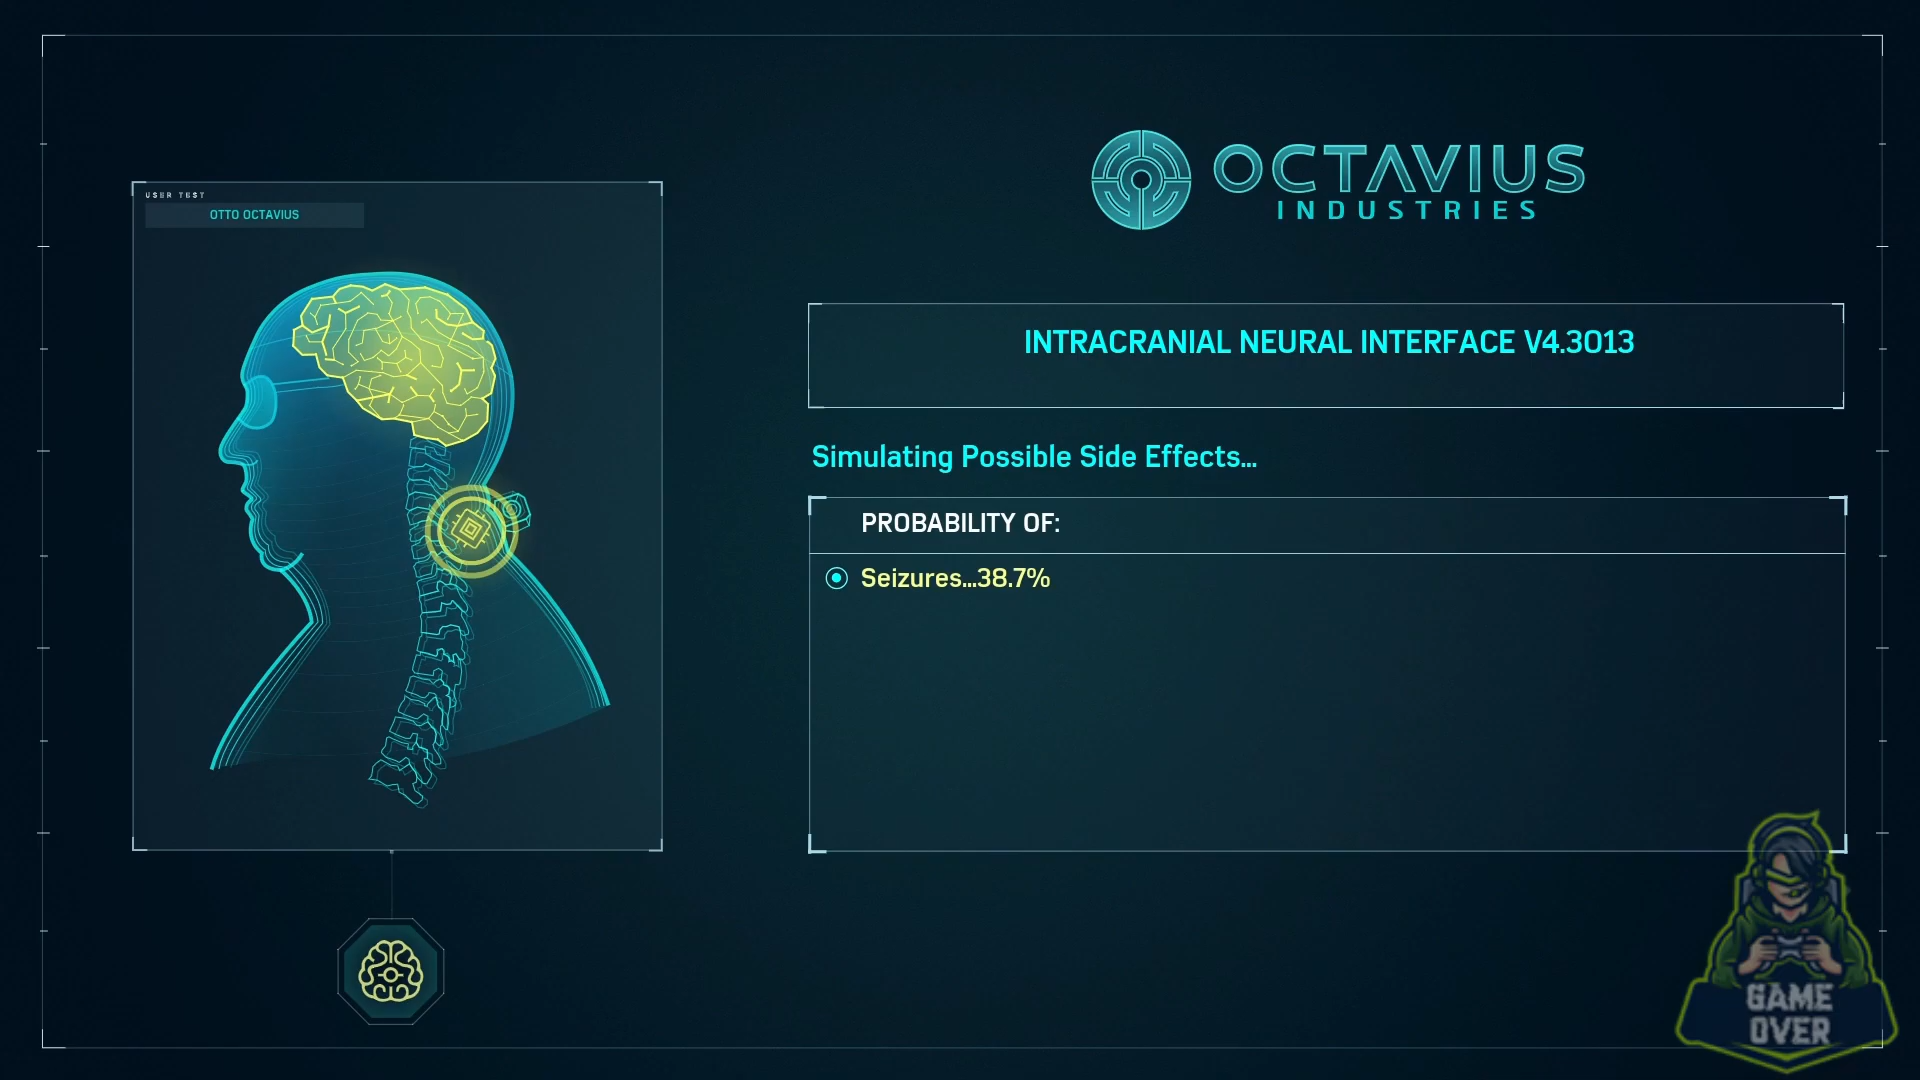 OCTAVIUS
INDUSTRIES
USER TEST
OTTO OCTAVIUS
INTRACRANIAL NEURAL INTERFACE V4.3013
Simulating Possible Side Effects...
PROBABILITY OF:
Seizures...38.7%
GAME
OVER